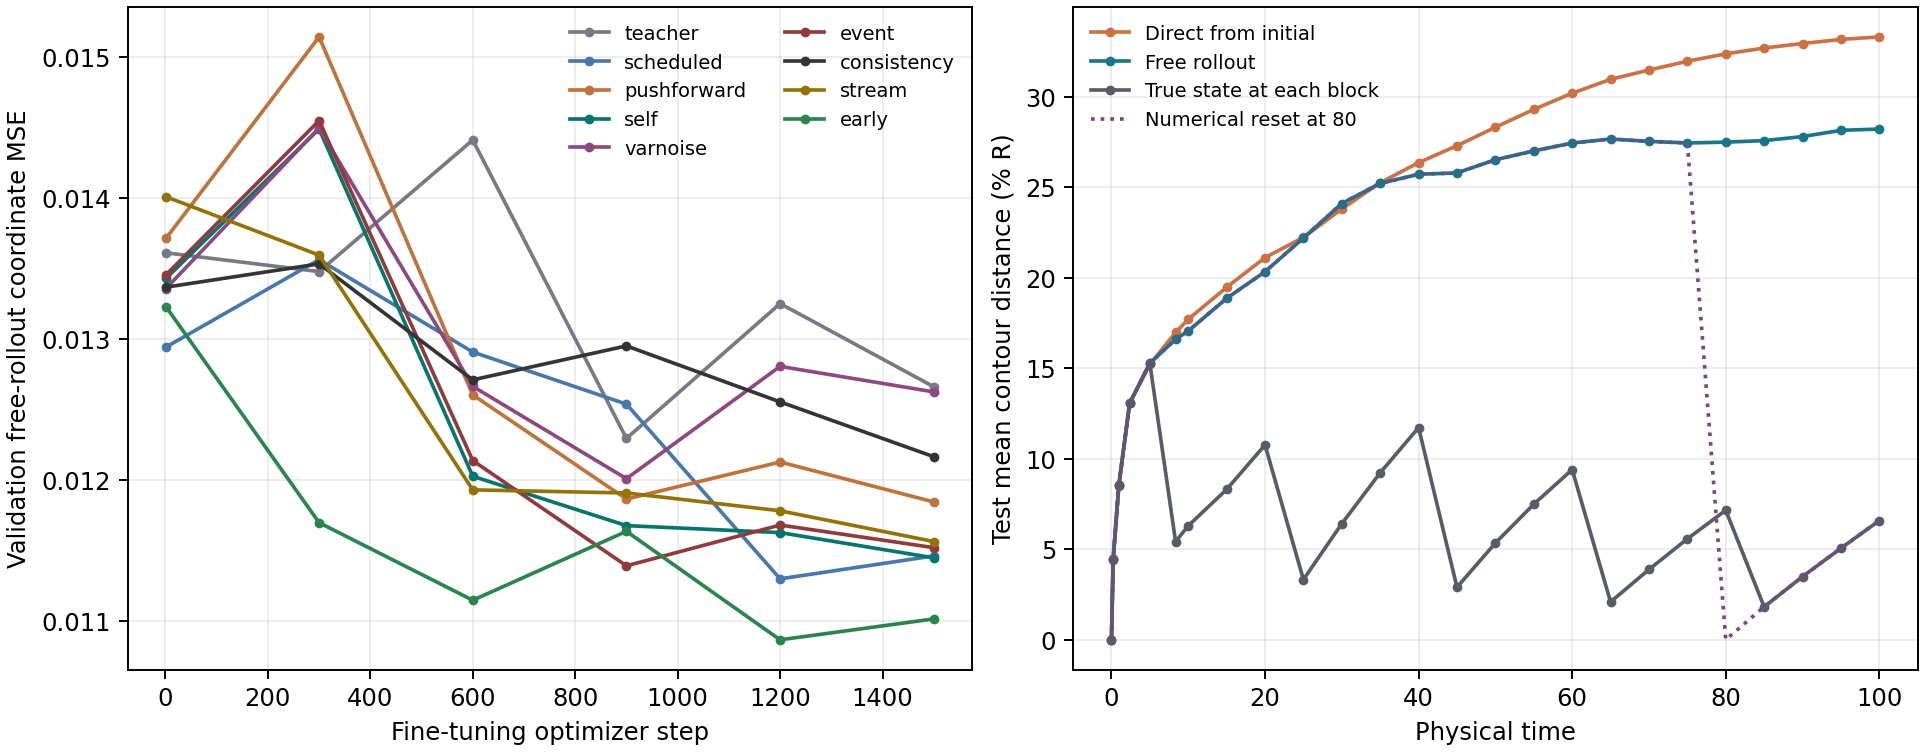 Validation free-rollout coordinate MSE
0.015
0.014
0.013
0.012
0.011
teacher
scheduled
pushforward
self
varnoise
event
consistency
stream
early
0 200 400 600 800 1000 1200 1400
Fine-tuning optimizer step
Test mean contour distance (% R)
30
25
20
15
10
5
0
Direct from initial
Free rollout
True state at each block
Numerical reset at 80
0 20 40 60 80 100
Physical time